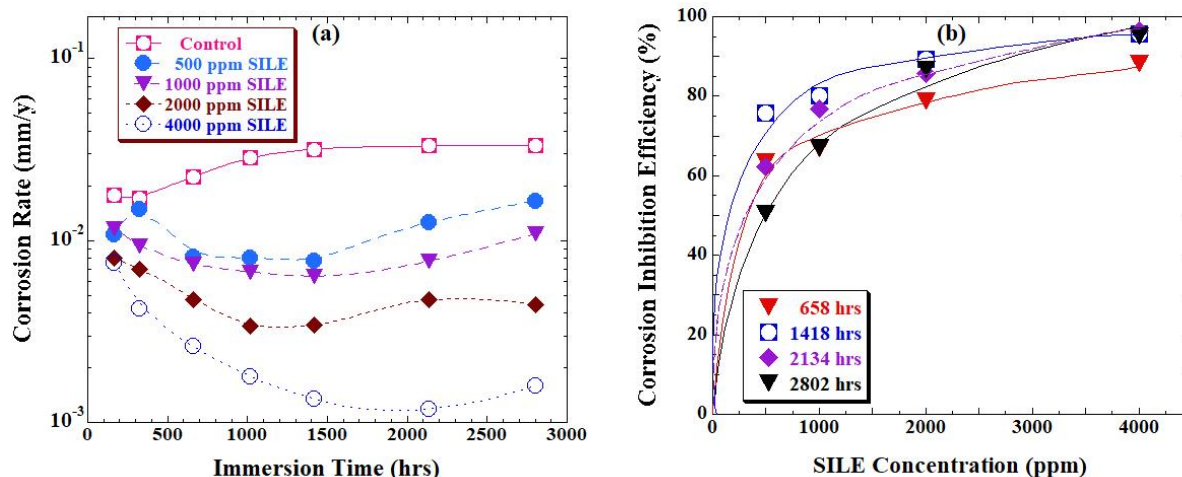 (a)
Control
500 ppm SILE
1000 ppm SILE
2000 ppm SILE
4000 ppm SILE
10⁻¹
10⁻²
10⁻³
Corrosion Rate (mm/y)
0 500 1000 1500 2000 2500 3000
Immersion Time (hrs)
(b)
100
80
60
40
20
0
Corrosion Inhibition Efficiency (%)
658 hrs
1418 hrs
2134 hrs
2802 hrs
0 1000 2000 3000 4000
SILE Concentration (ppm)